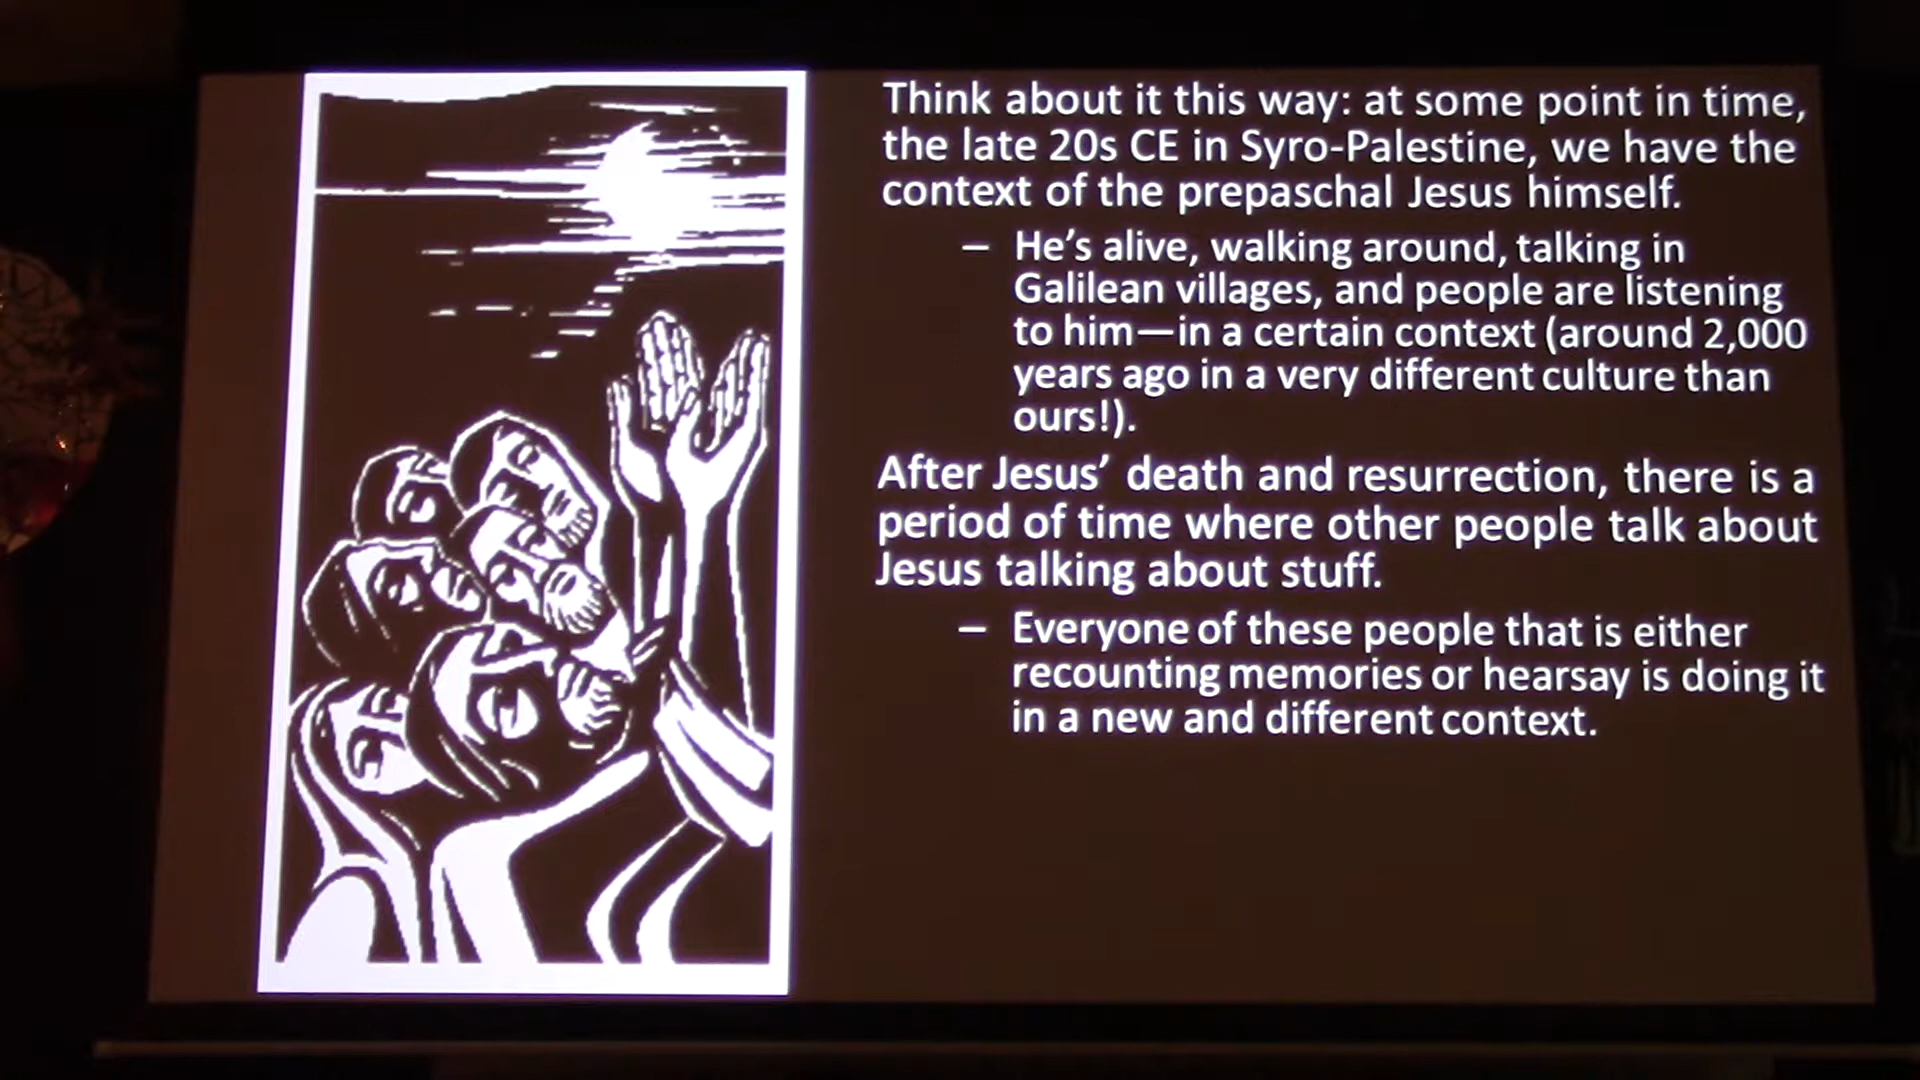 Think about it this way: at some point in time,
the late 20s CE in Syro-Palestine, we have the
context of the prepaschal Jesus himself.
– He’s alive, walking around, talking in
Galilean villages, and people are listening
to him—in a certain context (around 2,000
years ago in a very different culture than
ours!).
After Jesus’ death and resurrection, there is a
period of time where other people talk about
Jesus talking about stuff.
– Everyone of these people that is either
recounting memories or hearsay is doing it
in a new and different context.